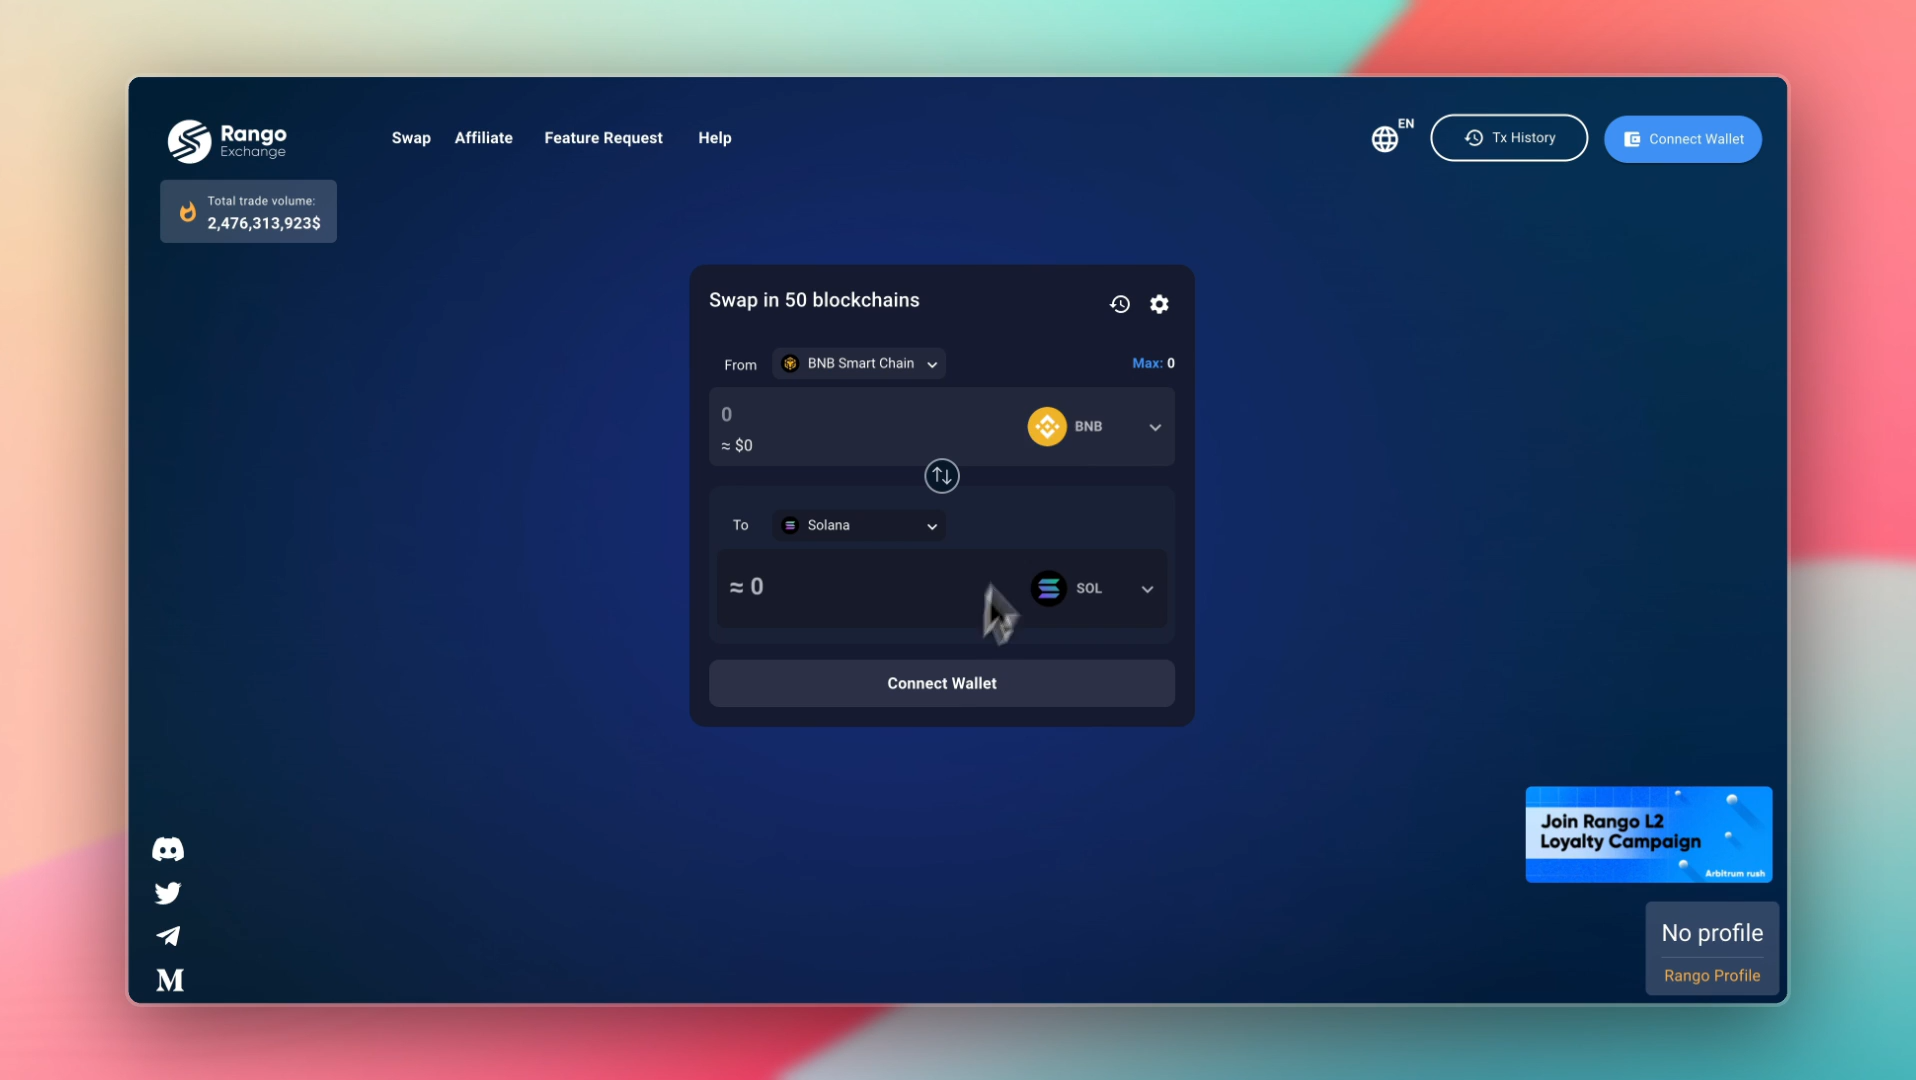 Rango
Exchange
Swap
Affiliate
Feature Request
Help
EN
Tx History
Connect Wallet
Total trade volume:
2,476,313,923$
Swap in 50 blockchains
From
BNB Smart Chain
Max: 0
0
BNB
≈ $0
To
Solana
≈ 0
SOL
Connect Wallet
Join Rango L2
Loyalty Campaign
Arbitrum rush
No profile
Rango Profile